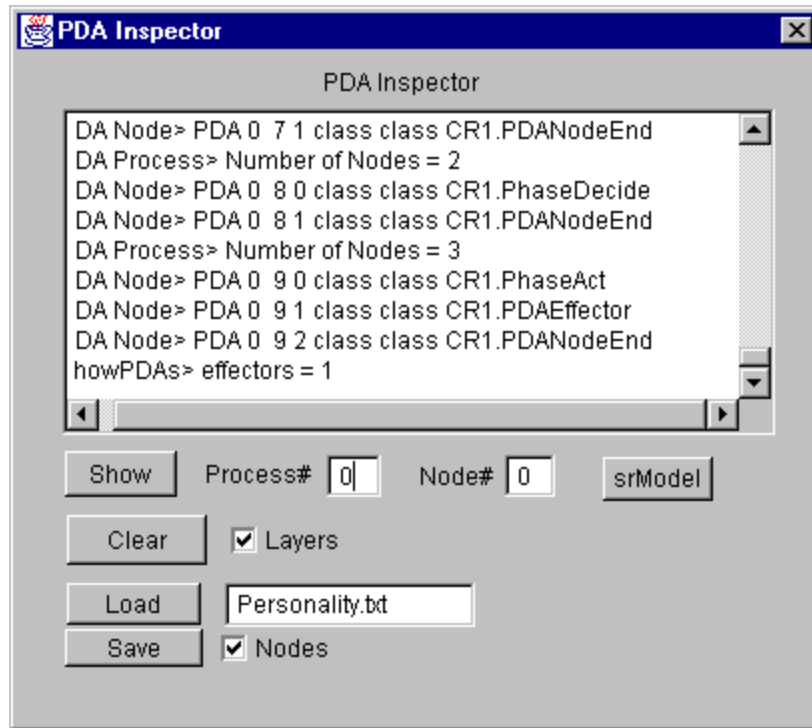 PDA Inspector
PDA Inspector
DA Node> PDA 0  7 1 class class CR1.PDANodeEnd
DA Process> Number of Nodes = 2
DA Node> PDA 0  8 0 class class CR1.PhaseDecide
DA Node> PDA 0  8 1 class class CR1.PDANodeEnd
DA Process> Number of Nodes = 3
DA Node> PDA 0  9 0 class class CR1.PhaseAct
DA Node> PDA 0  9 1 class class CR1.PDAEffector
DA Node> PDA 0  9 2 class class CR1.PDANodeEnd
howPDAs> effectors = 1
Show Process# 0 Node# 0 srModel
Clear Layers
Load Personality.txt
Save Nodes